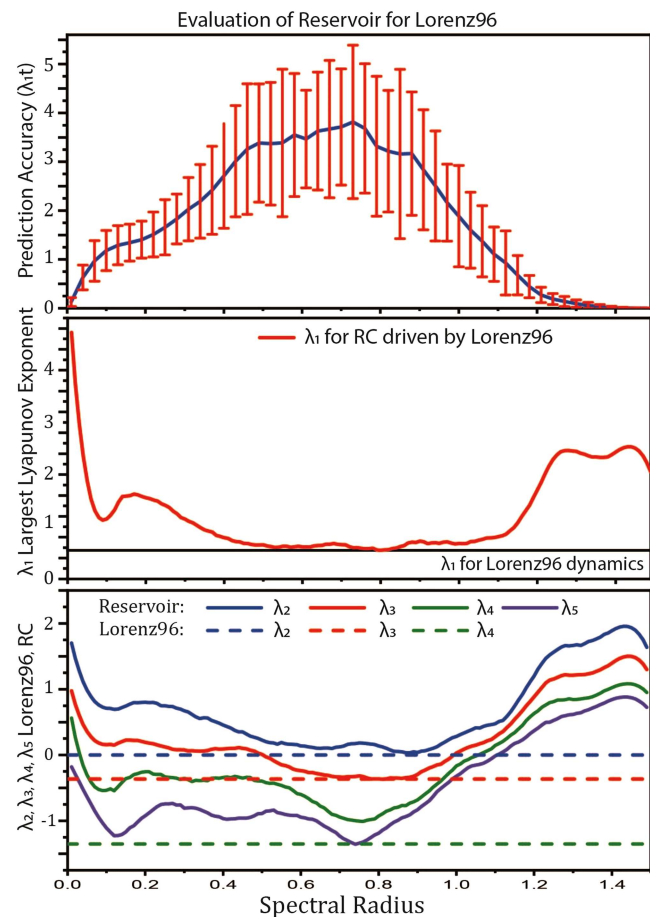 Evaluation of Reservoir for Lorenz96
Prediction Accuracy (λ₁t)
5
4
3
2
1
0
λ₁ Largest Lyapunov Exponent
4
3
2
1
0
λ₁ for RC driven by Lorenz96
λ₁ for Lorenz96 dynamics
λ₂, λ₃, λ₄, λ₅ Lorenz96, RC
2
1
0
-1
Reservoir: λ₂ λ₃ λ₄ λ₅
Lorenz96: λ₂ λ₃ λ₄
0.0 0.2 0.4 0.6 0.8 1.0 1.2 1.4
Spectral Radius